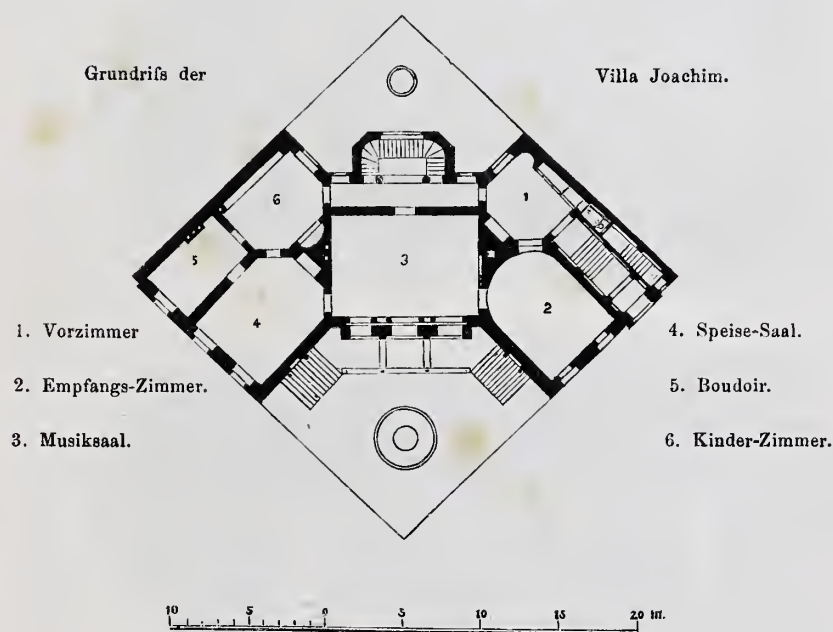 Grundriſs der
Villa Joachim.
6
1
5
3
4
2
1. Vorzimmer
2. Empfangs-Zimmer.
3. Musiksaal.
4. Speise-Saal.
5. Boudoir.
6. Kinder-Zimmer.
10 5 0 5 10 15 20 m.